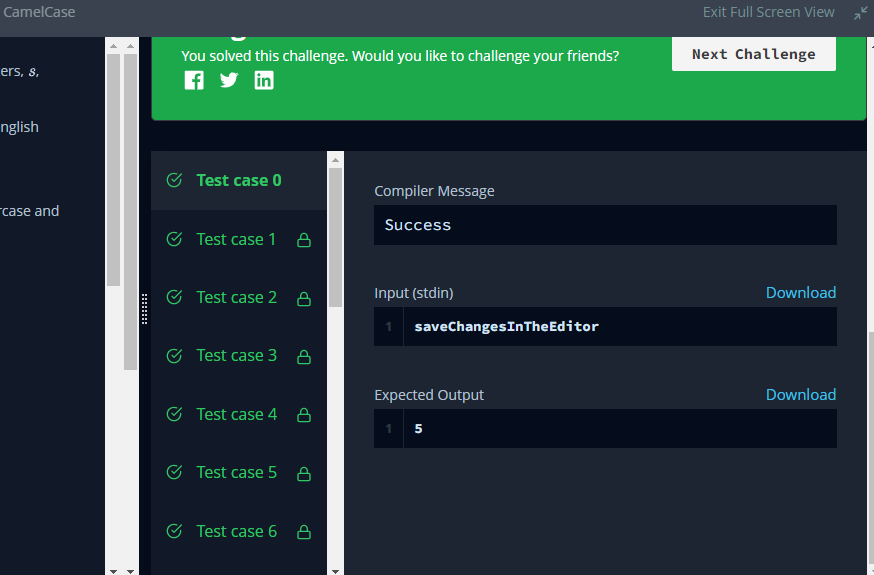 CamelCase
Exit Full Screen View
ers, s,
nglish
rcase and
You solved this challenge. Would you like to challenge your friends?
Next Challenge
Test case 0
Test case 1
Test case 2
Test case 3
Test case 4
Test case 5
Test case 6
Compiler Message
Success
Input (stdin)
Download
1 saveChangesInTheEditor
Expected Output
Download
1 5